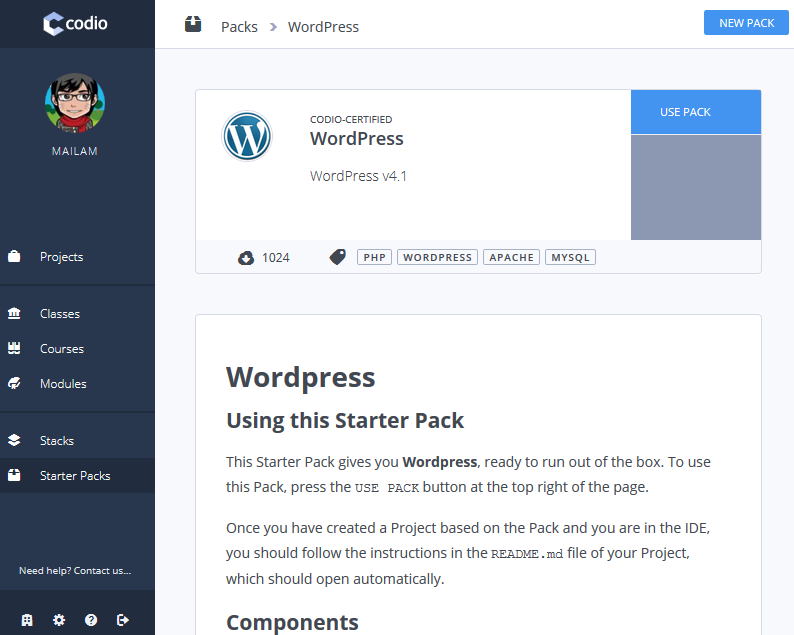 codio
Packs > WordPress
NEW PACK
MAILAM
Projects
Classes
Courses
Modules
Stacks
Starter Packs
Need help? Contact us...
CODIO-CERTIFIED
WordPress
WordPress v4.1
USE PACK
1024
PHP WORDPRESS APACHE MYSQL
Wordpress
Using this Starter Pack
This Starter Pack gives you Wordpress, ready to run out of the box. To use
this Pack, press the USE PACK button at the top right of the page.
Once you have created a Project based on the Pack and you are in the IDE,
you should follow the instructions in the README.md file of your Project,
which should open automatically.
Components